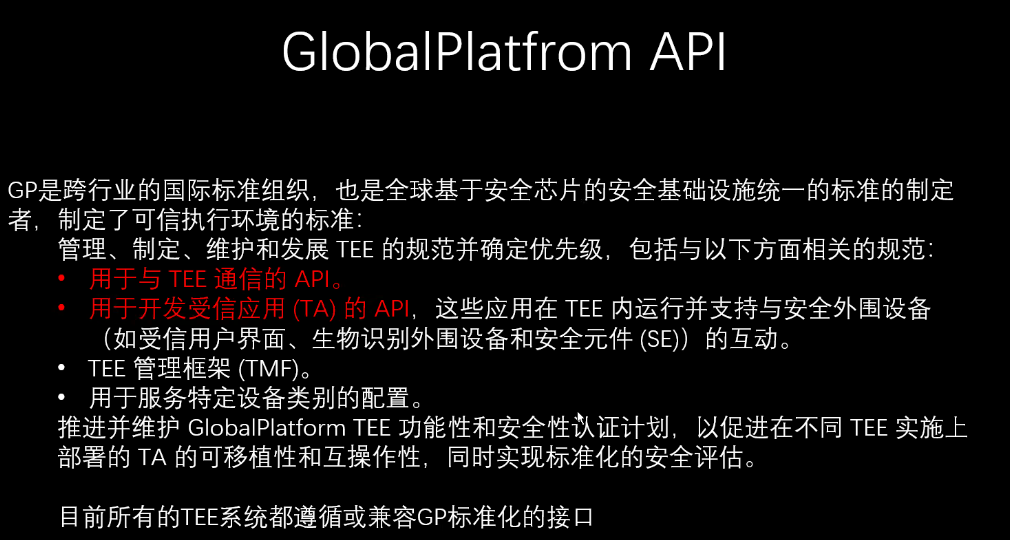 GlobalPlatfrom API
GP是跨行业的国际标准组织，也是全球基于安全芯片的安全基础设施统一的标准的制定
者，制定了可信执行环境的标准：
管理、制定、维护和发展 TEE 的规范并确定优先级，包括与以下方面相关的规范：
• 用于与 TEE 通信的 API。
• 用于开发受信应用 (TA) 的 API，这些应用在 TEE 内运行并支持与安全外围设备
（如受信用户界面、生物识别外围设备和安全元件 (SE)）的互动。
• TEE 管理框架 (TMF)。
• 用于服务特定设备类别的配置。
推进并维护 GlobalPlatform TEE 功能性和安全性认证计划，以促进在不同 TEE 实施上
部署的 TA 的可移植性和互操作性，同时实现标准化的安全评估。
目前所有的TEE系统都遵循或兼容GP标准化的接口